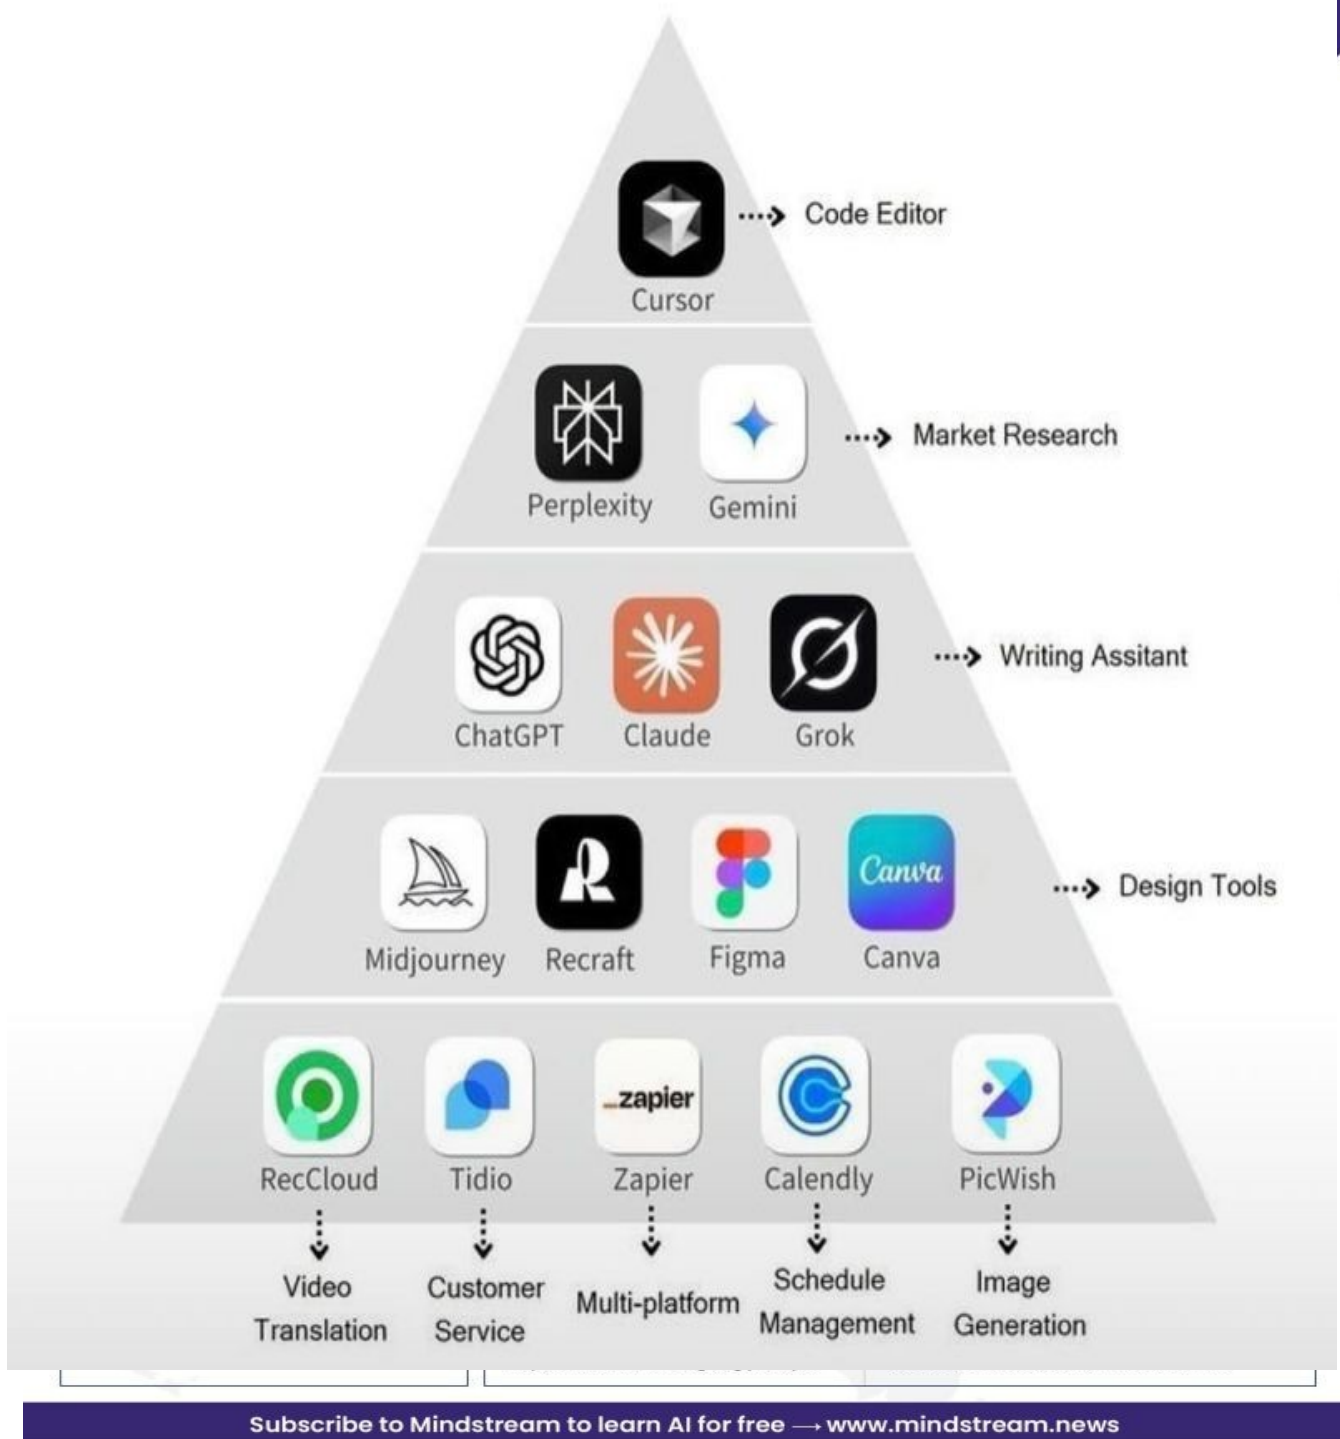 Code Editor
Cursor
Market Research
Perplexity Gemini
Writing Assitant
ChatGPT Claude Grok
Canva
Design Tools
Midjourney Recraft Figma Canva
zapier
RecCloud Tidio Zapier Calendly PicWish
Video
Translation
Customer
Service
Multi-platform
Schedule
Management
Image
Generation
Subscribe to Mindstream to learn AI for free → www.mindstream.news